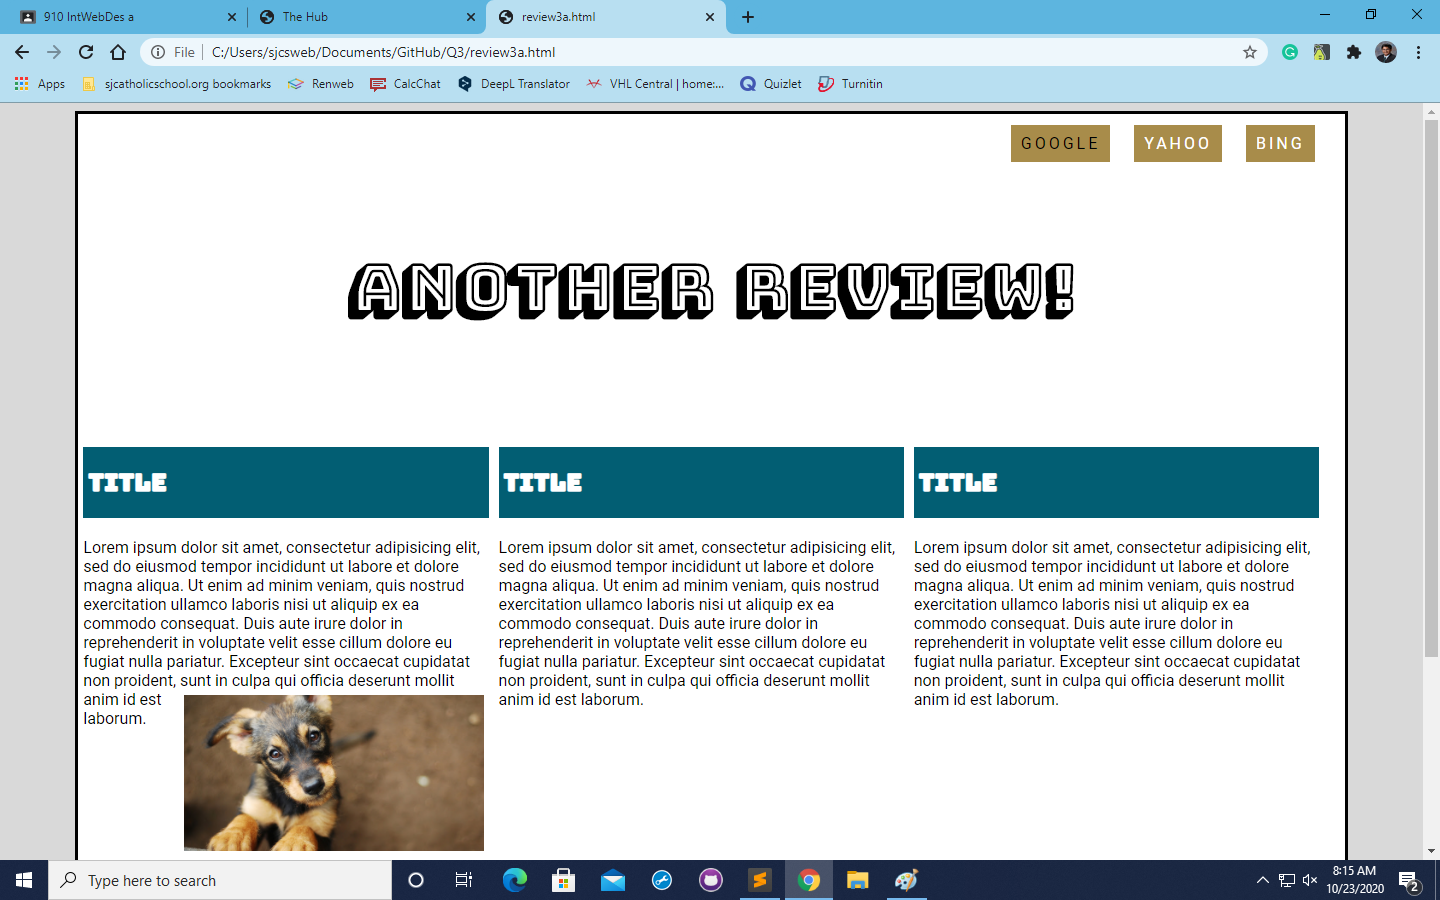 910 IntWebDes a
The Hub
review3a.html
File
C:/Users/sjcsweb/Documents/GitHub/Q3/review3a.html
Apps
sjcatholicschool.org bookmarks
Renweb
CalcChat
DeepL Translator
VHL Central | home:...
Quizlet
Turnitin
GOOGLE
YAHOO
BING
ANOTHER REVIEW!
TITLE
Lorem ipsum dolor sit amet, consectetur adipisicing elit,
sed do eiusmod tempor incididunt ut labore et dolore
magna aliqua. Ut enim ad minim veniam, quis nostrud
exercitation ullamco laboris nisi ut aliquip ex ea
commodo consequat. Duis aute irure dolor in
reprehenderit in voluptate velit esse cillum dolore eu
fugiat nulla pariatur. Excepteur sint occaecat cupidatat
non proident, sunt in culpa qui officia deserunt mollit
anim id est
laborum.
TITLE
Lorem ipsum dolor sit amet, consectetur adipisicing elit,
sed do eiusmod tempor incididunt ut labore et dolore
magna aliqua. Ut enim ad minim veniam, quis nostrud
exercitation ullamco laboris nisi ut aliquip ex ea
commodo consequat. Duis aute irure dolor in
reprehenderit in voluptate velit esse cillum dolore eu
fugiat nulla pariatur. Excepteur sint occaecat cupidatat
non proident, sunt in culpa qui officia deserunt mollit
anim id est laborum.
TITLE
Lorem ipsum dolor sit amet, consectetur adipisicing elit,
sed do eiusmod tempor incididunt ut labore et dolore
magna aliqua. Ut enim ad minim veniam, quis nostrud
exercitation ullamco laboris nisi ut aliquip ex ea
commodo consequat. Duis aute irure dolor in
reprehenderit in voluptate velit esse cillum dolore eu
fugiat nulla pariatur. Excepteur sint occaecat cupidatat
non proident, sunt in culpa qui officia deserunt mollit
anim id est laborum.
Type here to search
8:15 AM
10/23/2020
2